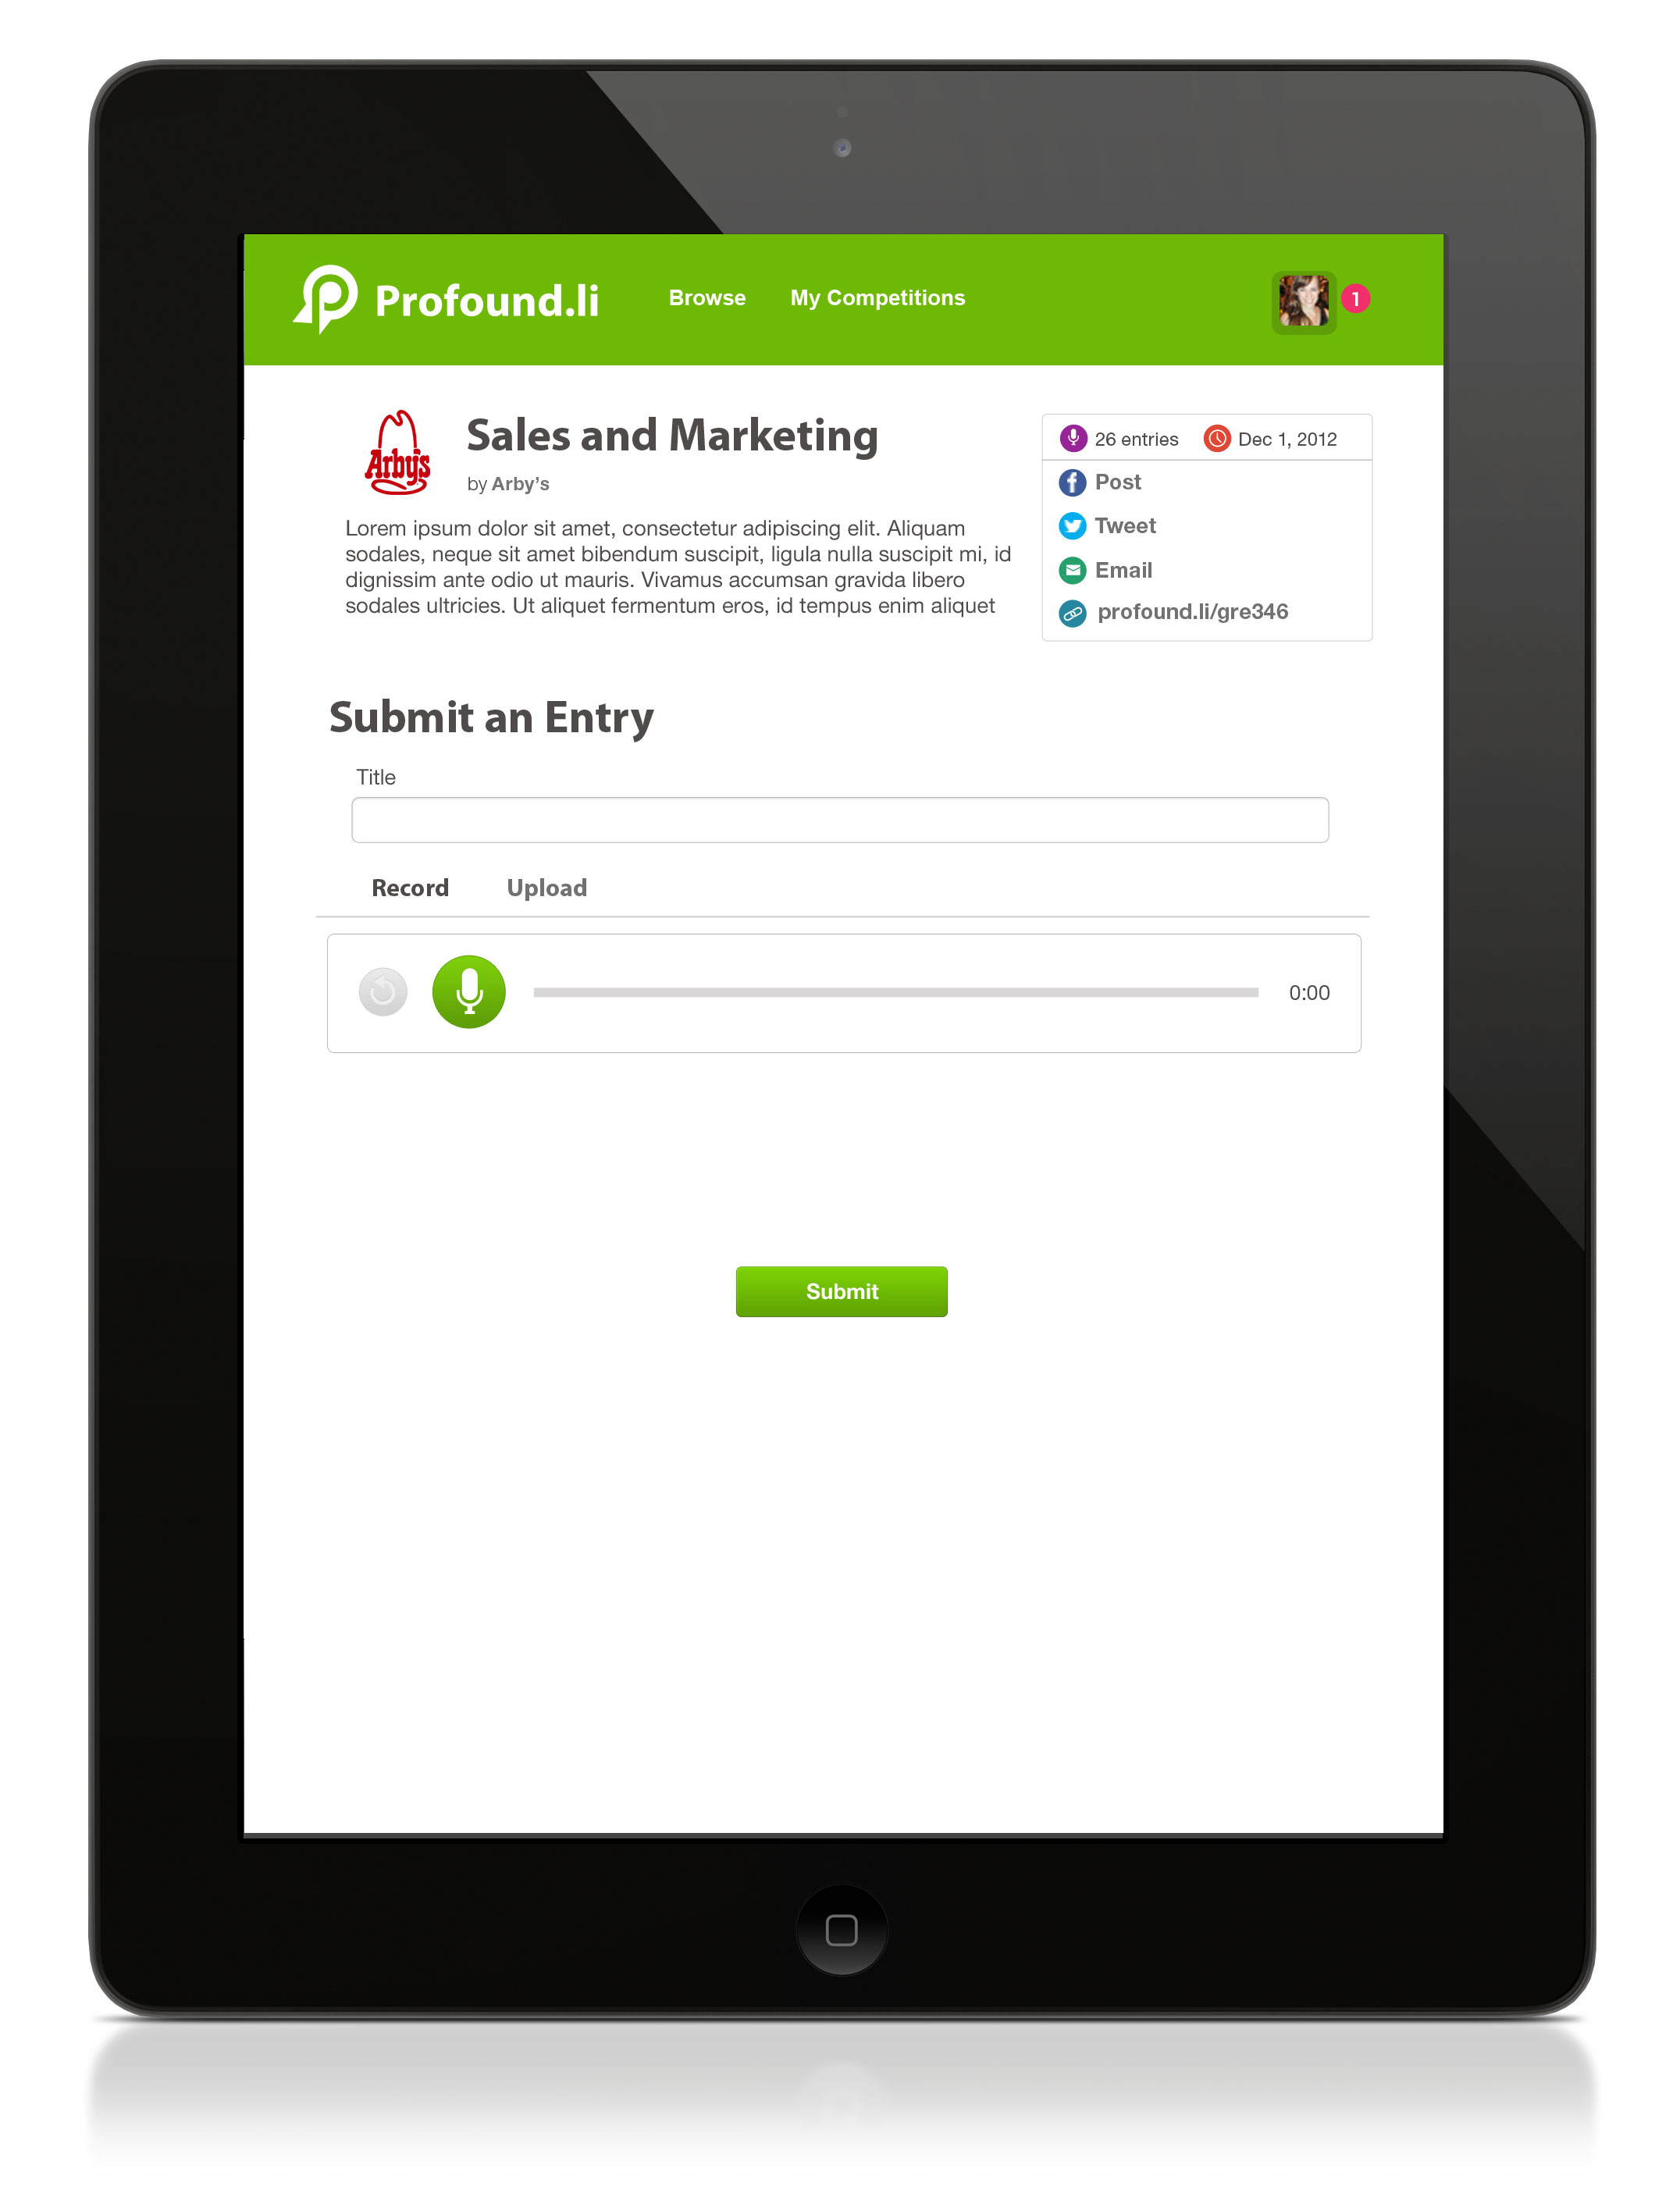 Profound.li
Browse
My Competitions
1
Arby's
Sales and Marketing
by Arby's
Lorem ipsum dolor sit amet, consectetur adipiscing elit. Aliquam
sodales, neque sit amet bibendum suscipit, ligula nulla suscipit mi, id
dignissim ante odio ut mauris. Vivamus accumsan gravida libero
sodales ultricies. Ut aliquet fermentum eros, id tempus enim aliquet
26 entries
Dec 1, 2012
Post
Tweet
Email
profound.li/gre346
Submit an Entry
Title
Record
Upload
0:00
Submit